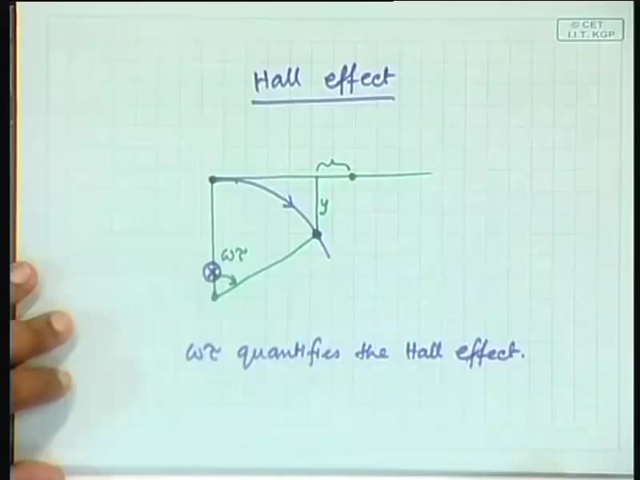 © CET
I.I.T. KGP
Hall effect
y
ωτ
ωτ quantifies the Hall effect.